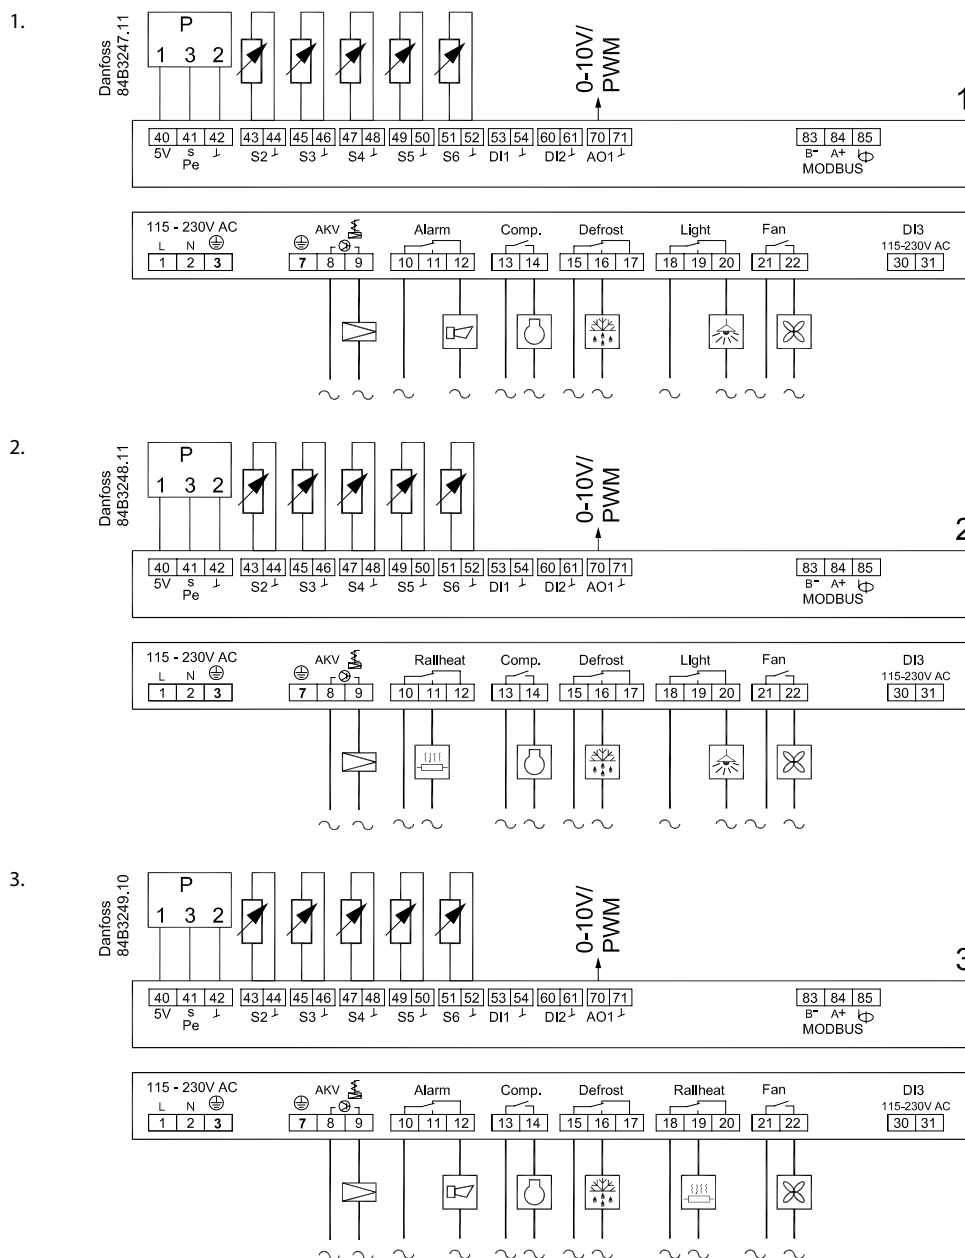 1.
Danfoss
84B3247.11
P
1 3 2
0-10V/
PWM
1
40 41 42 43 44 45 46 47 48 49 50 51 52 53 54 60 61 70 71 83 84 85
5V s S2 S3 S4 S5 S6 DI1 DI2 AO1 B- A+
Pe MODBUS
115 - 230V AC AKV Alarm Comp. Defrost Light Fan DI3
L N 115-230V AC
1 2 3 7 8 9 10 11 12 13 14 15 16 17 18 19 20 21 22 30 31
2.
Danfoss
84B3248.11
P
1 3 2
0-10V/
PWM
2
40 41 42 43 44 45 46 47 48 49 50 51 52 53 54 60 61 70 71 83 84 85
5V s S2 S3 S4 S5 S6 DI1 DI2 AO1 B- A+
Pe MODBUS
115 - 230V AC AKV Railheat Comp. Defrost Light Fan DI3
L N 115-230V AC
1 2 3 7 8 9 10 11 12 13 14 15 16 17 18 19 20 21 22 30 31
3.
Danfoss
84B3249.10
P
1 3 2
0-10V/
PWM
3
40 41 42 43 44 45 46 47 48 49 50 51 52 53 54 60 61 70 71 83 84 85
5V s S2 S3 S4 S5 S6 DI1 DI2 AO1 B- A+
Pe MODBUS
115 - 230V AC AKV Alarm Comp. Defrost Railheat Fan DI3
L N 115-230V AC
1 2 3 7 8 9 10 11 12 13 14 15 16 17 18 19 20 21 22 30 31